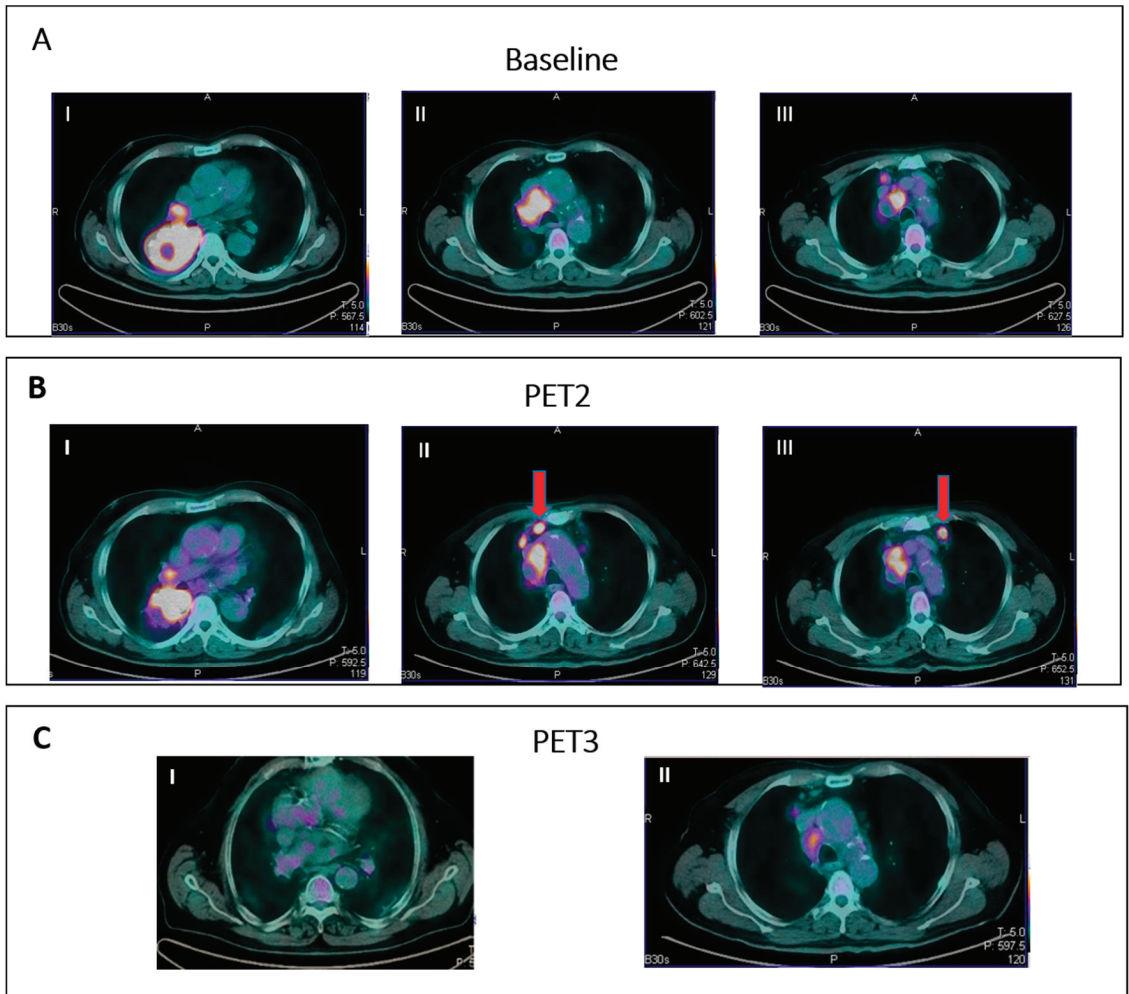 A
Baseline
I
A
R
L
T: 5.0
P: 567.5
B30s
P
114
II
A
R
L
T: 5.0
P: 602.5
B30s
P
121
III
A
R
L
T: 5.0
P: 627.5
B30s
P
126
B
PET2
I
A
L
T: 5.0
P: 592.5
s
P
119
II
A
R
L
T: 5.0
P: 642.5
B30s
P
129
III
A
R
L
T: 5.0
P: 652.5
B30s
P
131
C
PET3
I
II
R
L
T: 5.0
P: 597.5
B30s
P
120